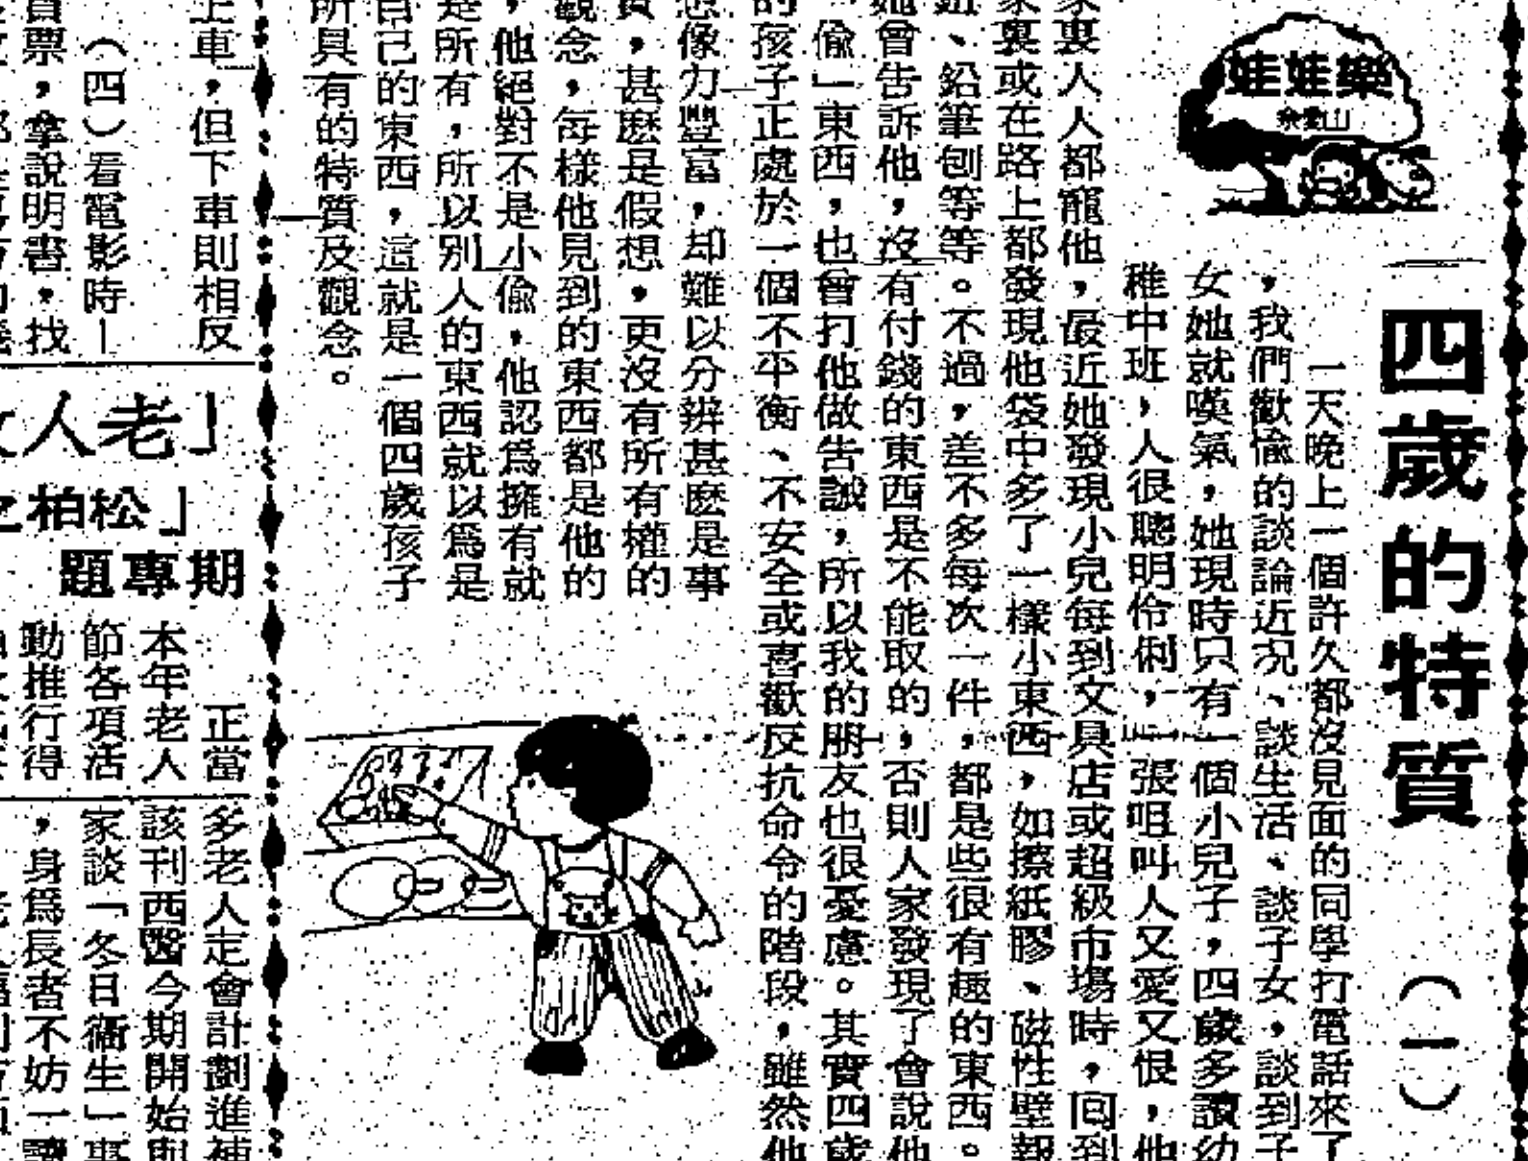 娃娃樂
四歲的特質 (一)
一天晚上一個許久都沒見面的同學打電話來了
，我們歡愉的談論近況、談生活、談子女，談到子
女她就嘆氣，她現時只有一個小兒子，四歲多讀幼
稚中班，人很聰明伶俐，一張咀叫人又愛又恨，他
家裏人人都寵他，最近她發現小兒每到文具店或超級市場時，回到
家裏或在路上都發現他袋中多了一樣小東西，如擦紙膠、磁性壁報
鈕、鉛筆刨等等。不過，差不多每次一件，都是些很有趣的東西。
她曾告訴他，沒有付錢的東西是不能取的，否則人家發現了會說他
偷」東西，也曾打他做告誡，所以我的朋友也很憂慮。其實四歲
的孩子正處於一個不平衡、不安全或喜歡反抗命令的階段，雖然他
想像力豐富，却難以分辨甚麽是事
實，甚麽是假想，更沒有所有權的
觀念，每樣他見到的東西都是他的
，他絕對不是小偷，他認爲擁有就
是所有，所以別人的東西就以爲是
自己的東西，這就是一個四歲孩子
所具有的特質及觀念。
上車，但下車則相反
（四）看電影時—
票，拿說明書，找
老人
松柏之
期專題
正當
本年老人
節各項活
動推行得
多老人走會計劃進補
該刊西醫今期開始與
家談「冬日衞生」一事
，身爲長者不妨一讀